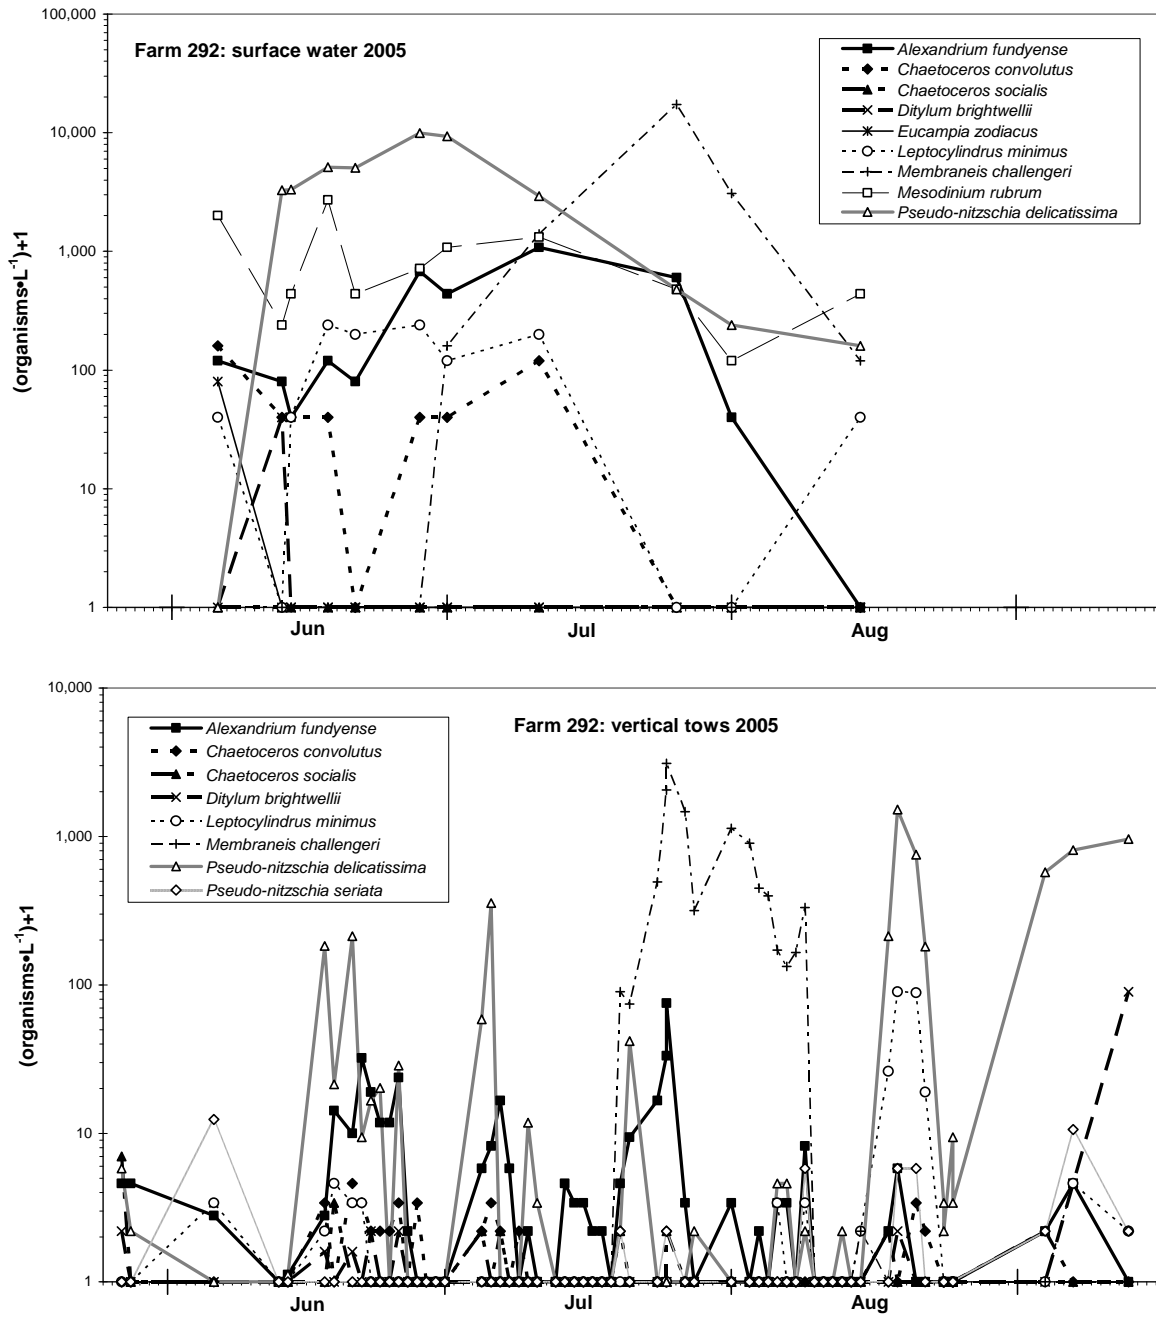 100,000
Farm 292: surface water 2005
Alexandrium fundyense
Chaetoceros convolutus
Chaetoceros socialis
Ditylum brightwellii
Eucampia zodiacus
Leptocylindrus minimus
Membraneis challengeri
Mesodinium rubrum
Pseudo-nitzschia delicatissima
10,000
1,000
100
10
1
(organisms•L⁻¹)+1
Jun Jul Aug
10,000
Farm 292: vertical tows 2005
Alexandrium fundyense
Chaetoceros convolutus
Chaetoceros socialis
Ditylum brightwellii
Leptocylindrus minimus
Membraneis challengeri
Pseudo-nitzschia delicatissima
Pseudo-nitzschia seriata
1,000
100
10
1
(organisms•L⁻¹)+1
Jun Jul Aug